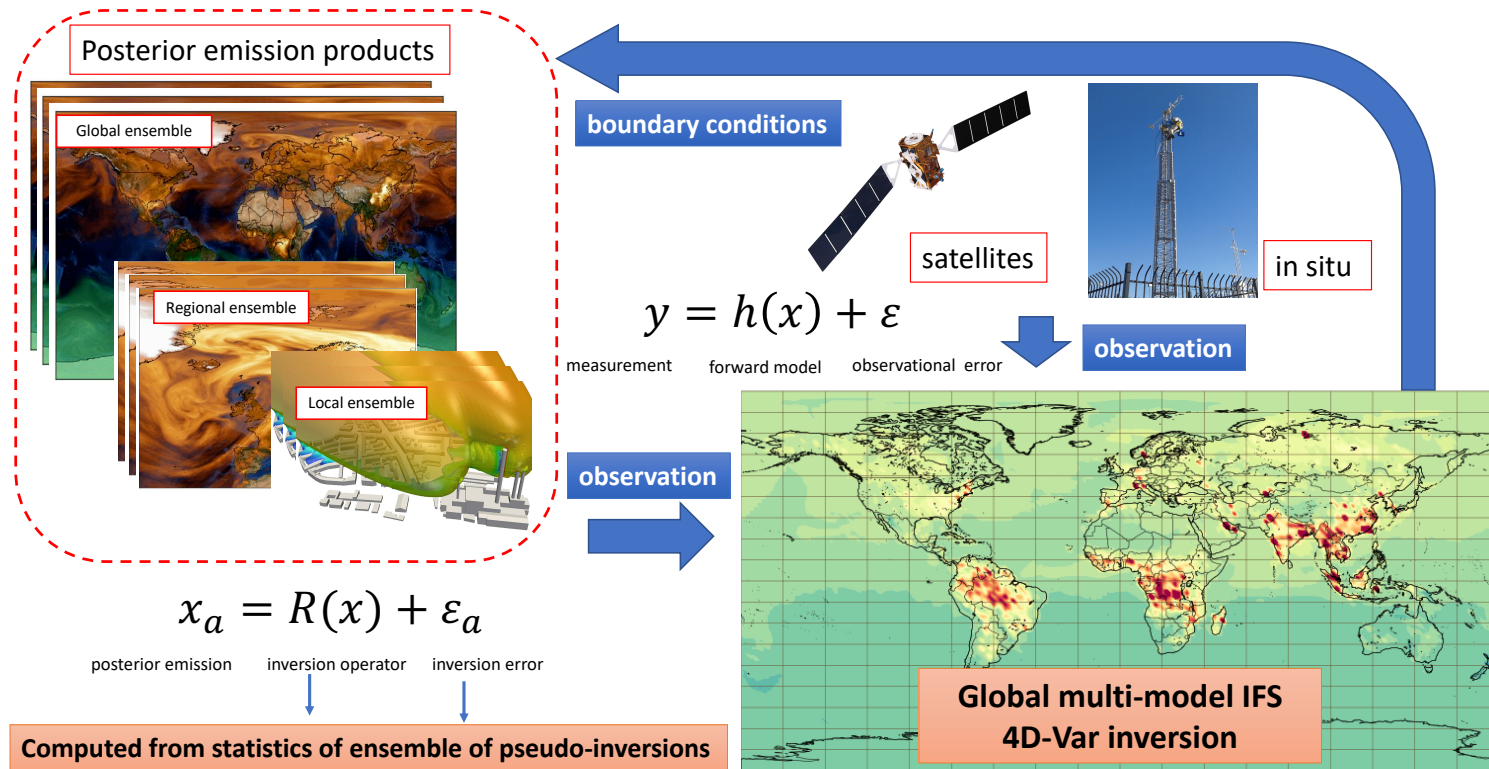 Posterior emission products
Global ensemble
Regional ensemble
Local ensemble
boundary conditions
satellites
in situ
y = h(x) + ε
measurement forward model observational error
observation
observation
x_a = R(x) + ε_a
posterior emission inversion operator inversion error
Computed from statistics of ensemble of pseudo-inversions
Global multi-model IFS
4D-Var inversion